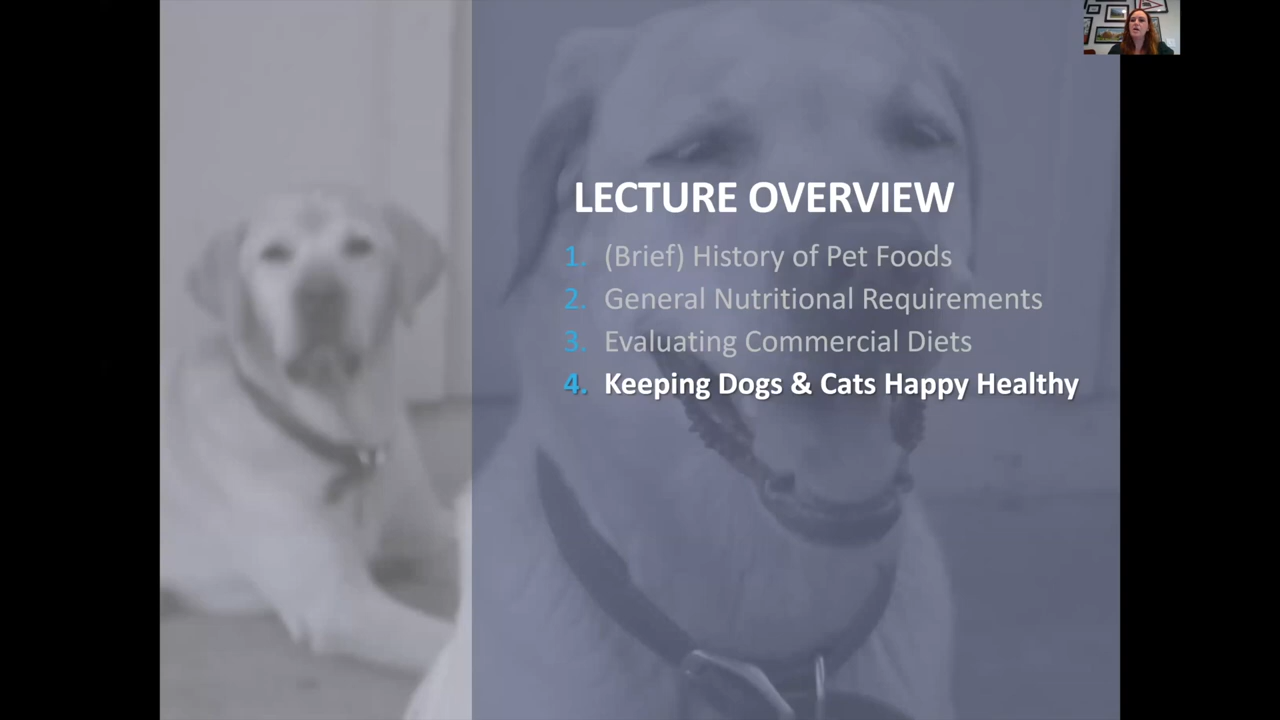 LECTURE OVERVIEW
1. (Brief) History of Pet Foods
2. General Nutritional Requirements
3. Evaluating Commercial Diets
4. Keeping Dogs & Cats Happy Healthy